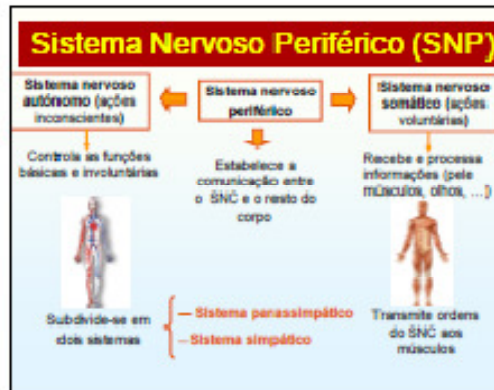 Sistema Nervoso Periférico (SNP)
Sistema nervoso
autónomo (ações
inconscientes)
Controla as funções
básicas e involuntárias
Subdivide-se em
dois sistemas
Sistema nervoso
periférico
Estabelece a
comunicação entre
o SNC e o resto do
corpo
— Sistema parassimpático
— Sistema simpático
Sistema nervoso
somático (ações
voluntárias)
Recebe e processa
informações (pele
músculos, olhos, ...)
Transmite ordens
do SNC aos
músculos